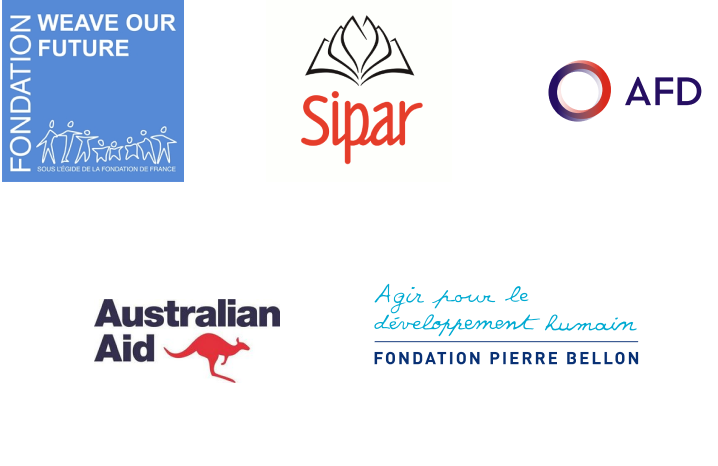 FONDATION
WEAVE OUR
FUTURE
SOUS L'ÉGIDE DE LA FONDATION DE FRANCE
Sipar
AFD
Australian
Aid
Agir pour le
développement humain
FONDATION PIERRE BELLON